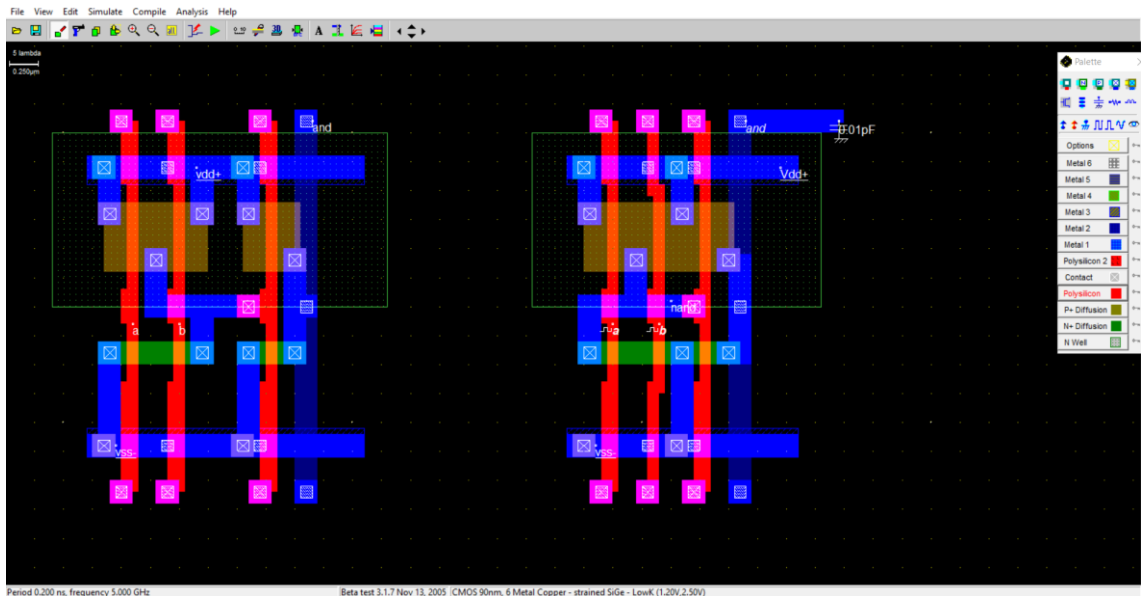 File View Edit Simulate Compile Analysis Help
5 lambda
0.250µm
and
vdd+
a
b
vss-
and
0.01pF
Vdd+
nand
a
b
vss-
Palette
Options
Metal 6
Metal 5
Metal 4
Metal 3
Metal 2
Metal 1
Polysilicon 2
Contact
Polysilicon
P+ Diffusion
N+ Diffusion
N Well
Period 0.200 ns, frequency 5.000 GHz
Beta test 3.1.7 Nov 13, 2005 CMOS 90nm, 6 Metal Copper - strained SiGe - LowK (1.20V,2.50V)